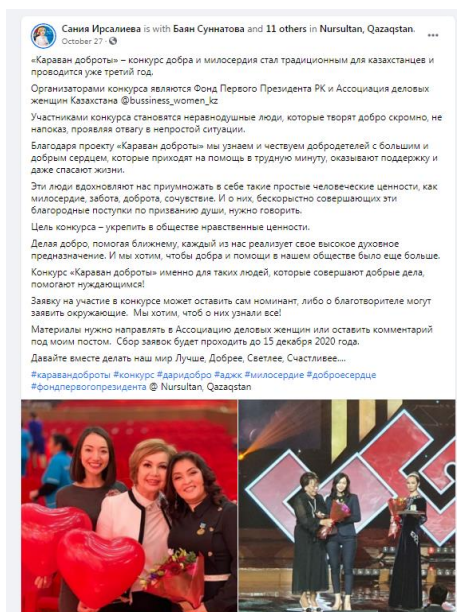 Сания Ирсалиева is with Баян Суннатова and 11 others in Nursultan, Qazaqstan.
October 27 ·
«Караван доброты» – конкурс добра и милосердия стал традиционным для казахстанцев и
проводится уже третий год.
Организаторами конкурса являются Фонд Первого Президента РК и Ассоциация деловых
женщин Казахстана @bussiness_women_kz
Участниками конкурса становятся неравнодушные люди, которые творят добро скромно, не
напоказ, проявляя отвагу в непростой ситуации.
Благодаря проекту «Караван доброты» мы узнаем и чествуем добродетелей с большим и
добрым сердцем, которые приходят на помощь в трудную минуту, оказывают поддержку и
даже спасают жизни.
Эти люди вдохновляют нас приумножать в себе такие простые человеческие ценности, как
милосердие, забота, доброта, сочувствие. И о них, бескорыстно совершающих эти
благородные поступки по призванию души, нужно говорить.
Цель конкурса – укрепить в обществе нравственные ценности.
Делая добро, помогая ближнему, каждый из нас реализует свое высокое духовное
предназначение. И мы хотим, чтобы добра и помощи в нашем обществе было еще больше.
Конкурс «Караван доброты» именно для таких людей, которые совершают добрые дела,
помогают нуждающимся!
Заявку на участие в конкурсе может оставить сам номинант, либо о благотворителе могут
заявить окружающие. Мы хотим, чтоб о них узнали все!
Материалы нужно направлять в Ассоциацию деловых женщин или оставить комментарий
под моим постом. Сбор заявок будет проходить до 15 декабря 2020 года.
Давайте вместе делать наш мир Лучше, Добрее, Светлее, Счастливее....
#каравандоброты #конкурс #даридобро #аджк #милосердие #доброесердце
#фондпервогопрезидента @ Nursultan, Qazaqstan